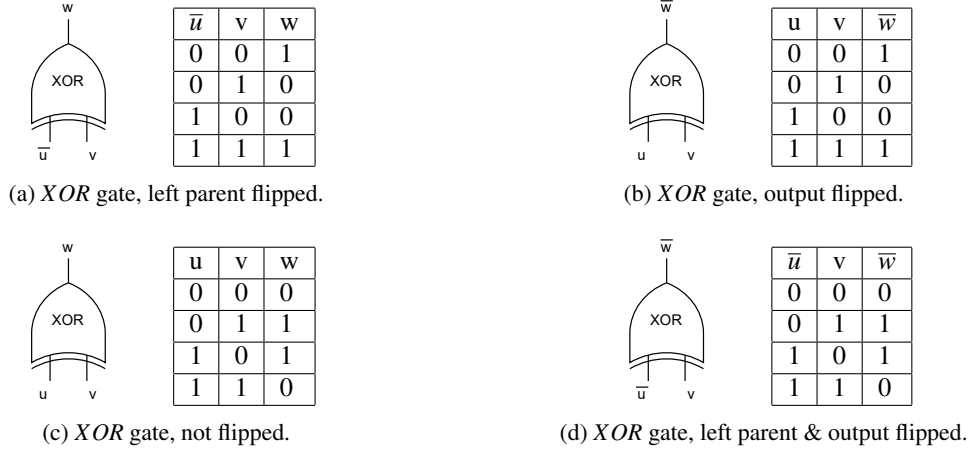 w
XOR
u̅ v
u̅ v w
0 0 1
0 1 0
1 0 0
1 1 1
(a) XOR gate, left parent flipped.
w̅
XOR
u v
u v w̅
0 0 1
0 1 0
1 0 0
1 1 1
(b) XOR gate, output flipped.
w
XOR
u v
u v w
0 0 0
0 1 1
1 0 1
1 1 0
(c) XOR gate, not flipped.
w̅
XOR
u̅ v
u̅ v w̅
0 0 0
0 1 1
1 0 1
1 1 0
(d) XOR gate, left parent & output flipped.